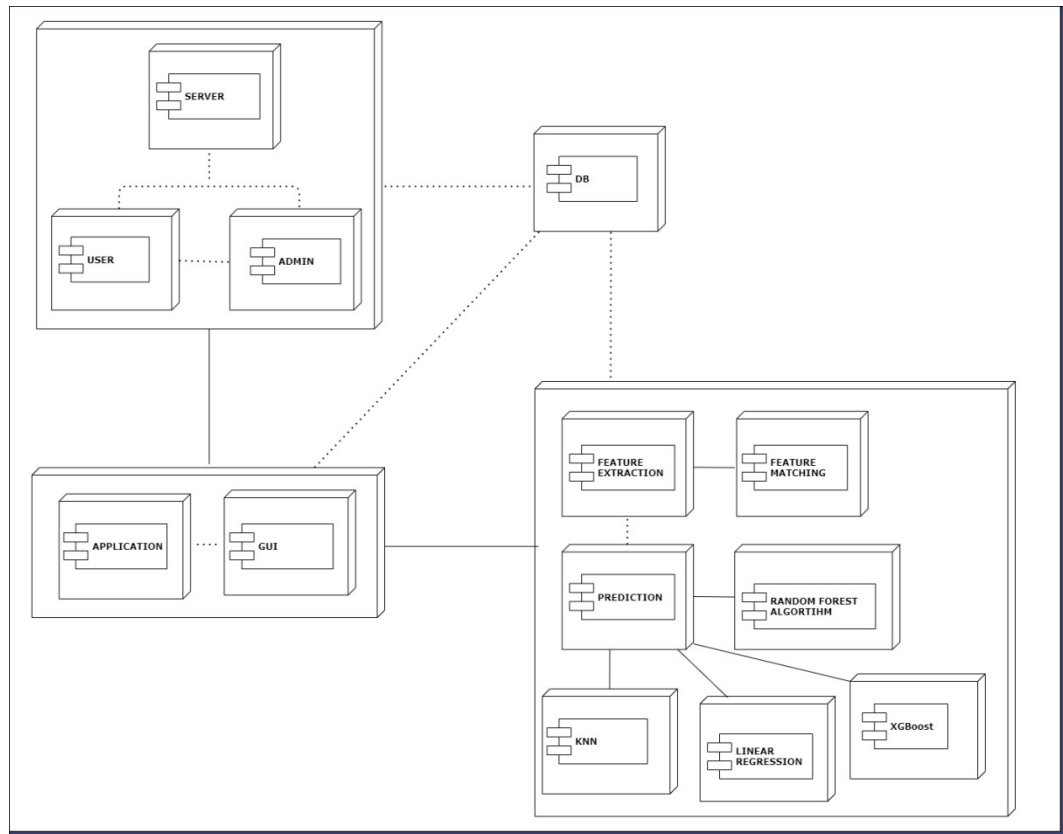 SERVER
DB
USER
ADMIN
FEATURE
EXTRACTION
FEATURE
MATCHING
APPLICATION
GUI
PREDICTION
RANDOM FOREST
ALGORTIHM
KNN
LINEAR
REGRESSION
XGBoost